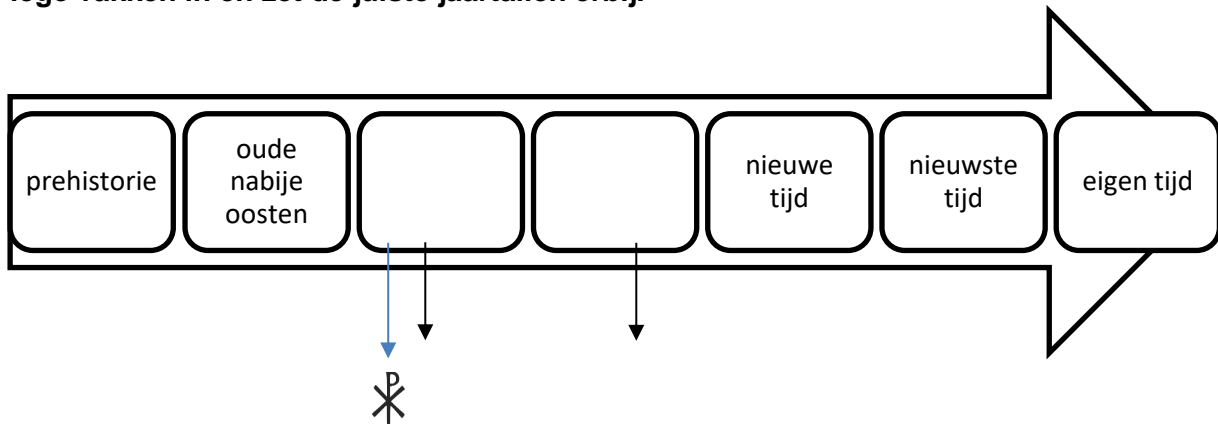 prehistorie
oude
nabije
oosten
nieuwe
tijd
nieuwste
tijd
eigen tijd